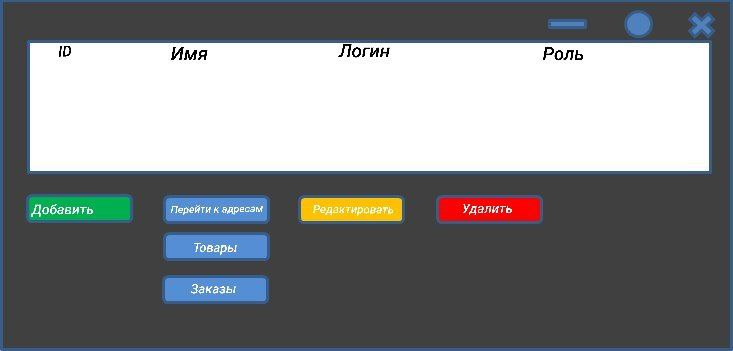 ID Имя Логин Роль
Добавить Перейти к адресам Редактировать Удалить
Товары
Заказы